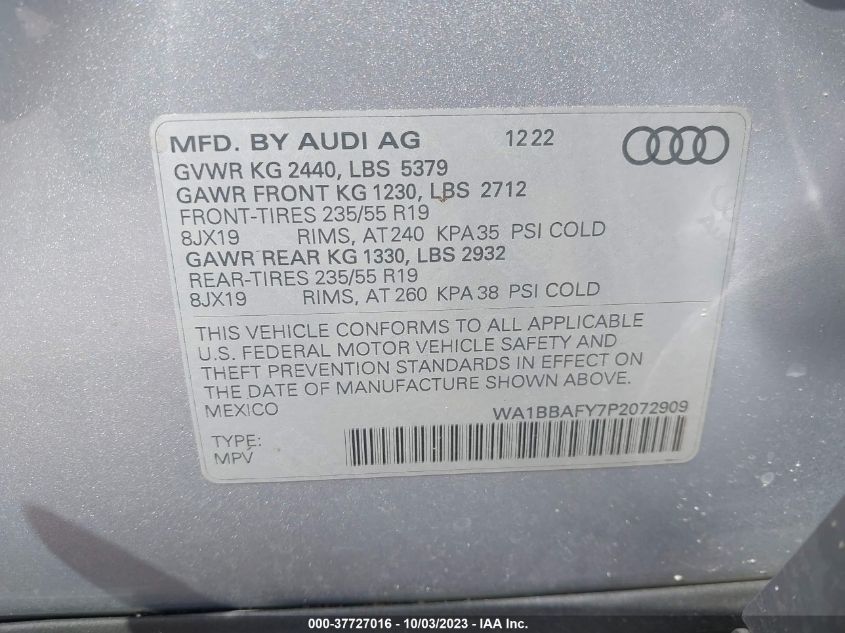 MFD. BY AUDI AG 12 22
GVWR KG 2440, LBS 5379
GAWR FRONT KG 1230, LBS 2712
FRONT-TIRES 235/55 R19
8JX19 RIMS, AT 240 KPA 35 PSI COLD
GAWR REAR KG 1330, LBS 2932
REAR-TIRES 235/55 R19
8JX19 RIMS, AT 260 KPA 38 PSI COLD
THIS VEHICLE CONFORMS TO ALL APPLICABLE
U.S. FEDERAL MOTOR VEHICLE SAFETY AND
THEFT PREVENTION STANDARDS IN EFFECT ON
THE DATE OF MANUFACTURE SHOWN ABOVE.
MEXICO WA1BBAFY7P2072909
TYPE:
MPV
000-37727016 - 10/03/2023 - IAA Inc.